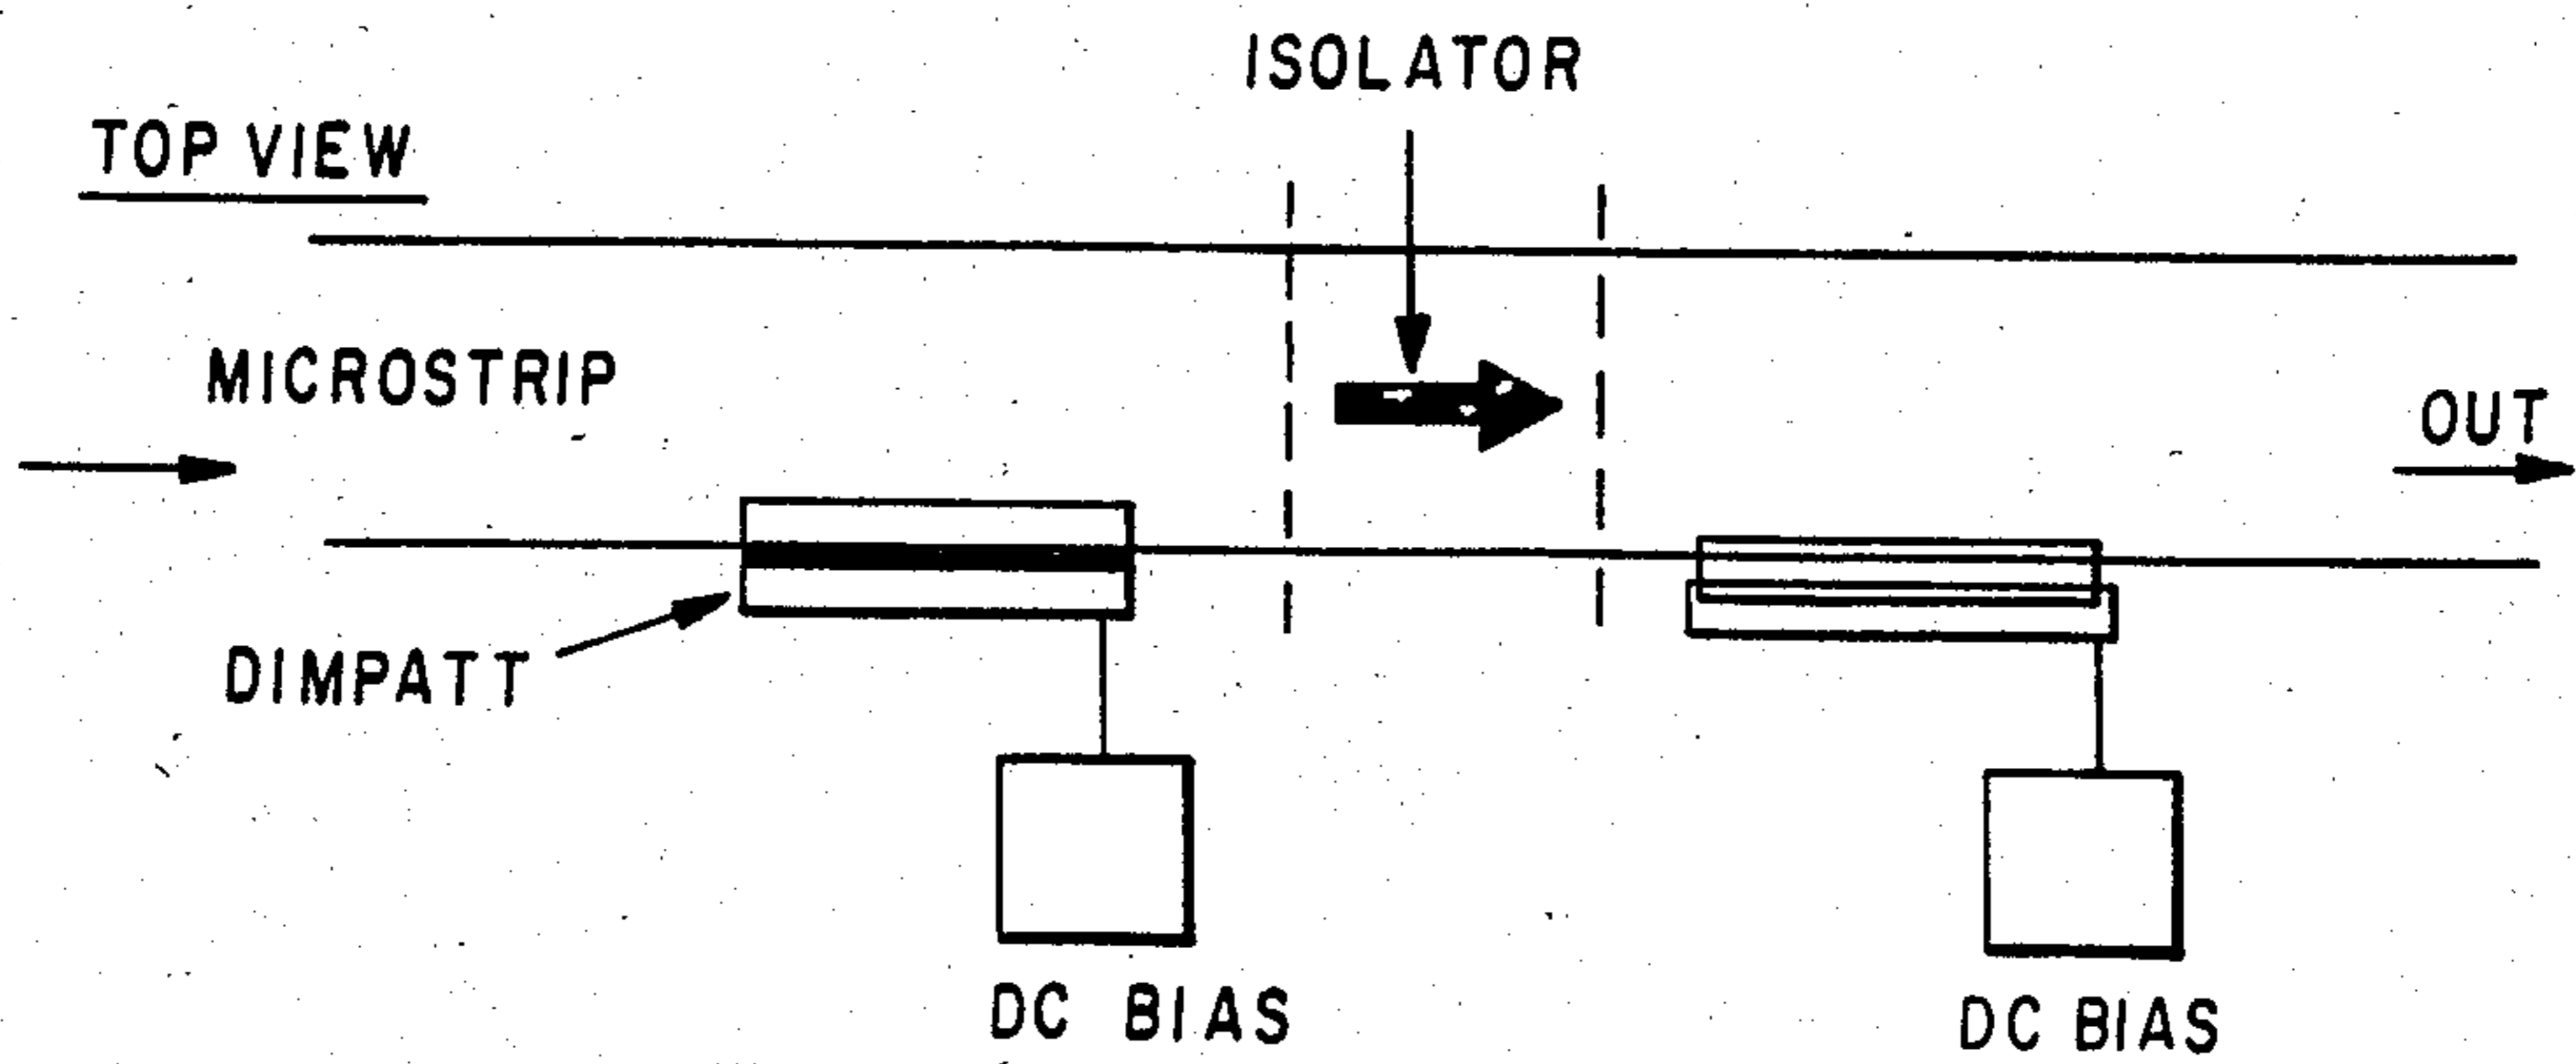 ISOLATOR
TOP VIEW
MICROSTRIP
OUT
DIMPATT
DC BIAS
DC BIAS